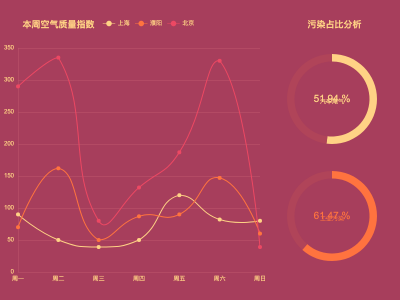 本周空气质量指数
上海 濮阳 北京
污染占比分析
350
300
250
200
150
100
50
0
周一 周二 周三 周四 周五 周六 周日
51.94 %
61.47 %